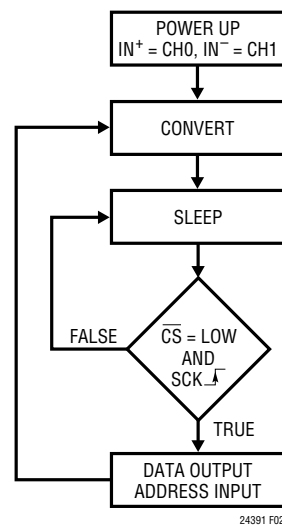 POWER UP
IN⁺ = CH0, IN⁻ = CH1
CONVERT
SLEEP
FALSE
C̅S̅ = LOW
AND
SCK
TRUE
DATA OUTPUT
ADDRESS INPUT
24391 F02